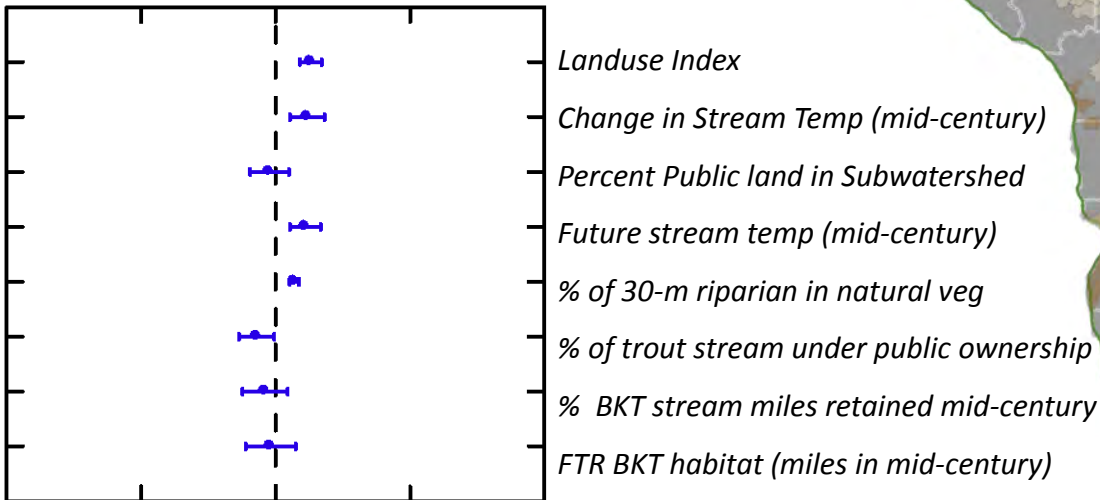 Landuse Index
Change in Stream Temp (mid-century)
Percent Public land in Subwatershed
Future stream temp (mid-century)
% of 30-m riparian in natural veg
% of trout stream under public ownership
% BKT stream miles retained mid-century
FTR BKT habitat (miles in mid-century)